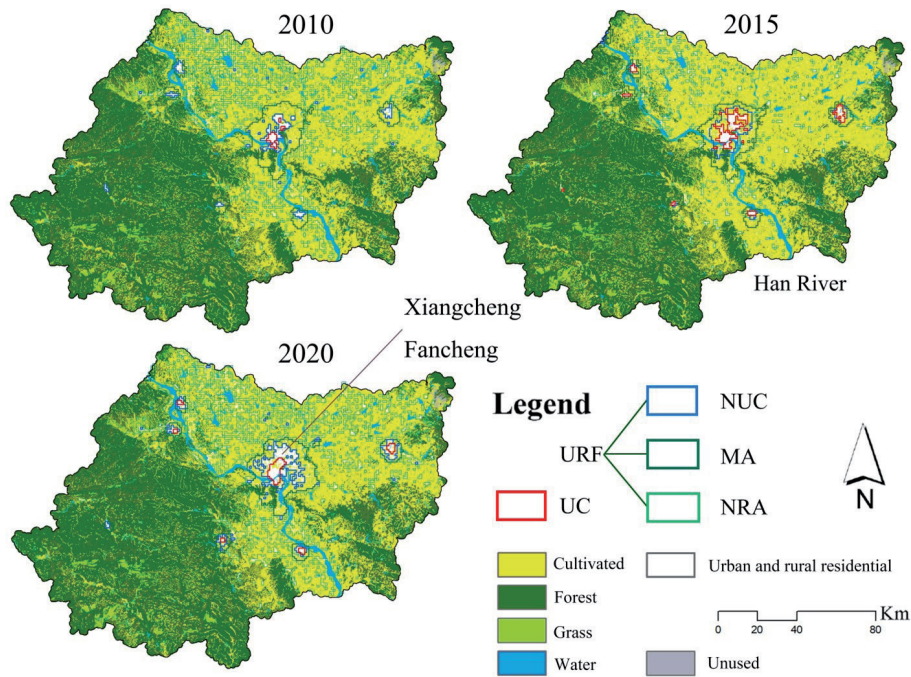 2010
2015
Han River
Xiangcheng
Fancheng
2020
Legend
URF
NUC
MA
NRA
UC
N
Cultivated
Urban and rural residential
Forest
Grass
Water
Unused
Km
0 20 40 80